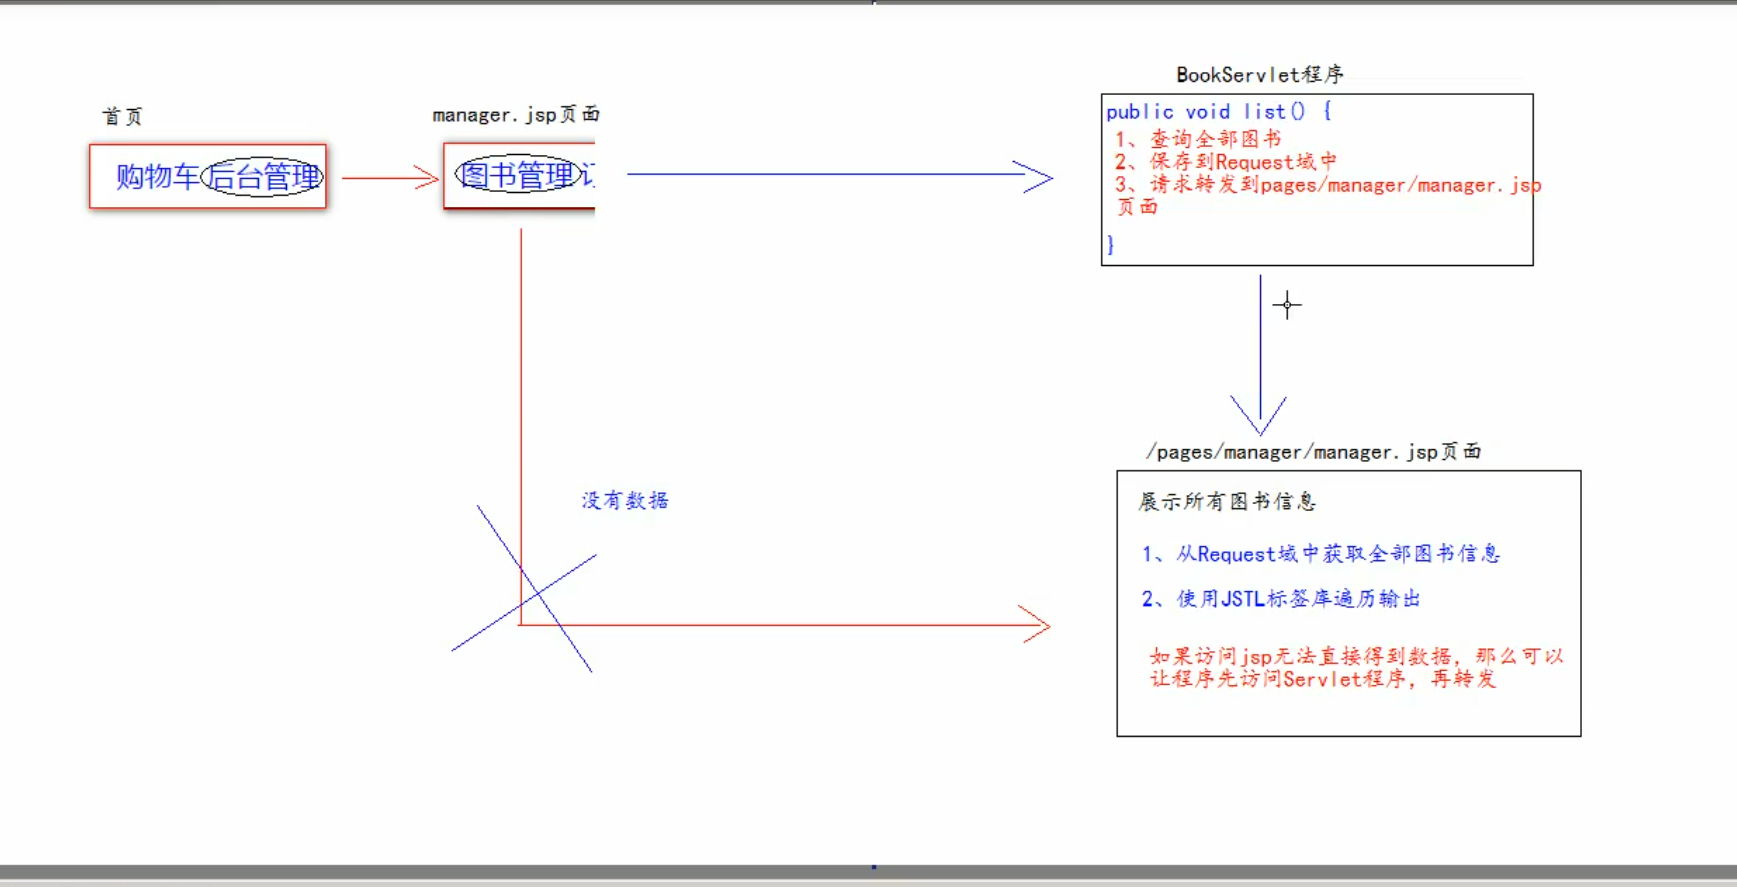 首页
购物车 后台管理
manager.jsp页面
图书管理
BookServlet程序
public void list() {
1、查询全部图书
2、保存到Request域中
3、请求转发到pages/manager/manager.jsp
页面
}
没有数据
/pages/manager/manager.jsp页面
展示所有图书信息
1、从Request域中获取全部图书信息
2、使用JSTL标签库遍历输出
如果访问jsp无法直接得到数据，那么可以
让程序先访问Servlet程序，再转发